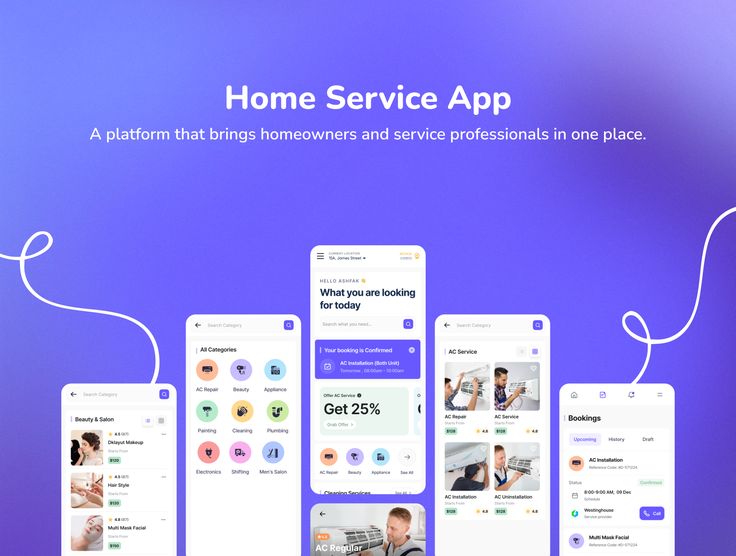 Home Service App
A platform that brings homeowners and service professionals in one place.
Search Category
Beauty & Salon
4.5 (87)
Dklayut Makeup
Starts From
$120
4.5 (87)
Hair Style
Starts From
$130
4.5 (87)
Multi Mask Facial
Starts From
$190
Search Category
All Categories
AC Repair
Beauty
Appliance
Painting
Cleaning
Plumbing
Electronics
Shifting
Men's Salon
CURRENT LOCATION
15A, James Street
HELLO ASHFAK 👋
What you are looking
for today
Search what you need...
Your booking is Confirmed
AC Installation (Both Unit)
Tomorrow , 08:00am - 10:00am
Offer AC Service
Get 25%
Grab Offer >
AC Repair
Beauty
Appliance
See All
Cleaning Services
See All >
AC Regular
Search Category
AC Service
AC Repair
Starts From
$128
4.8
AC Service
Starts From
$128
4.8
AC Installation
Starts From
$128
4.8
AC Uninstallation
Starts From
$128
4.8
Bookings
Upcoming
History
Draft
AC Installation
Reference Code: #D-571224
Status
Confirmed
8:00-9:00 AM, 09 Dec
Schedule
Westinghouse
Service provider
Call
Multi Mask Facial
Reference Code: #D-571224